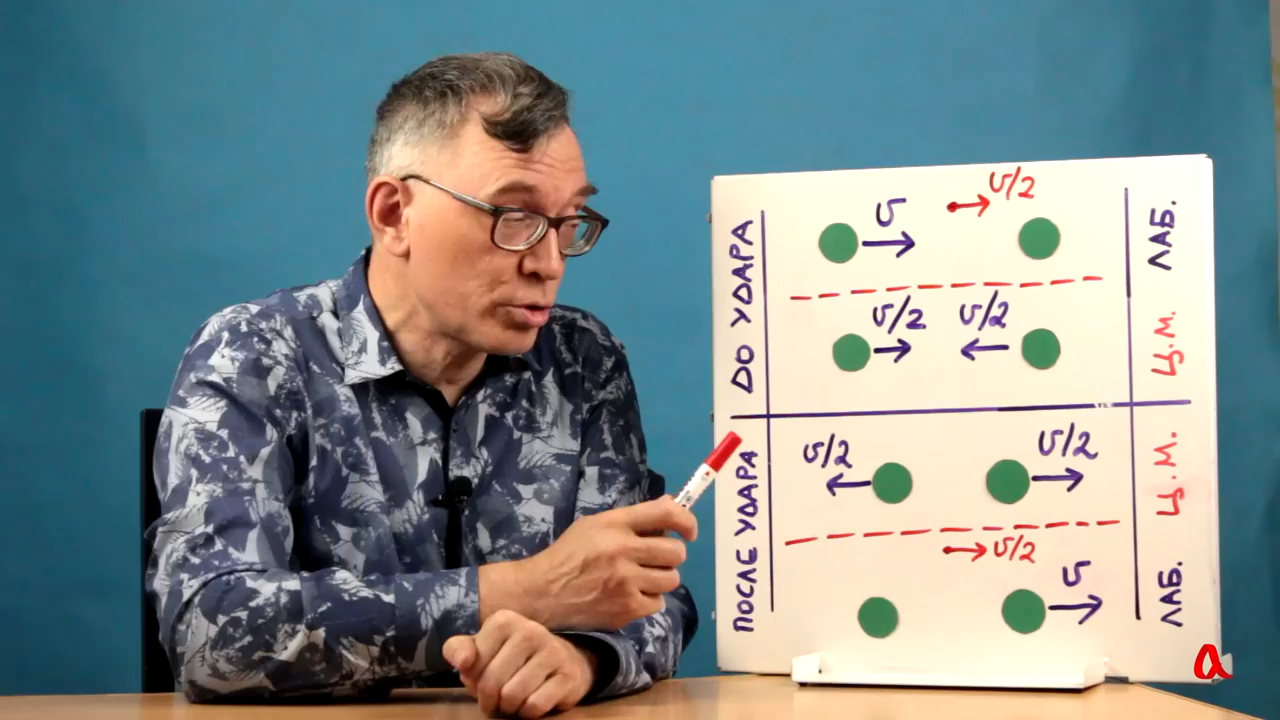 ДО УДАРА
υ
υ/2
ЛАБ.
υ/2
υ/2
Ц.М.
ПОСЛЕ УДАРА
υ/2
υ/2
Ц.М.
υ/2
υ
ЛАБ.
a